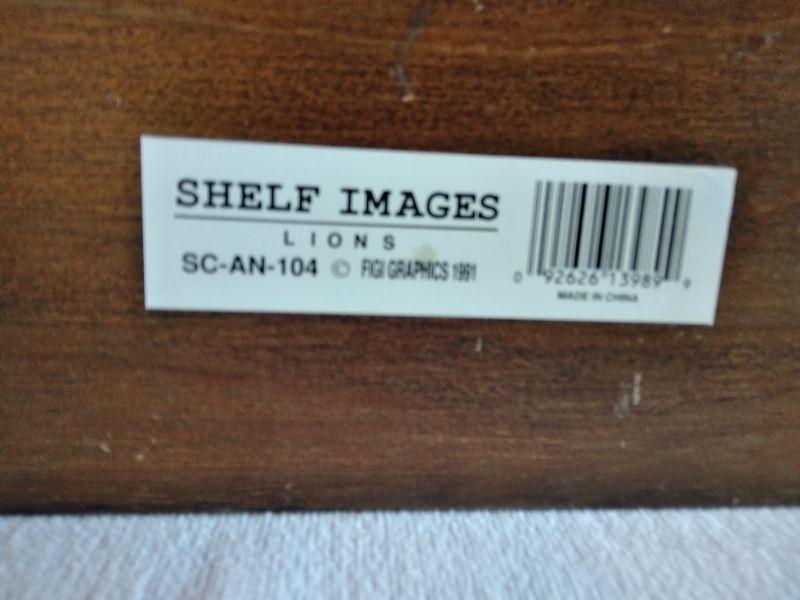 SHELF IMAGES
LIONS
SC-AN-104 © FIGI GRAPHICS 1991
0 92626 13989 9
MADE IN CHINA